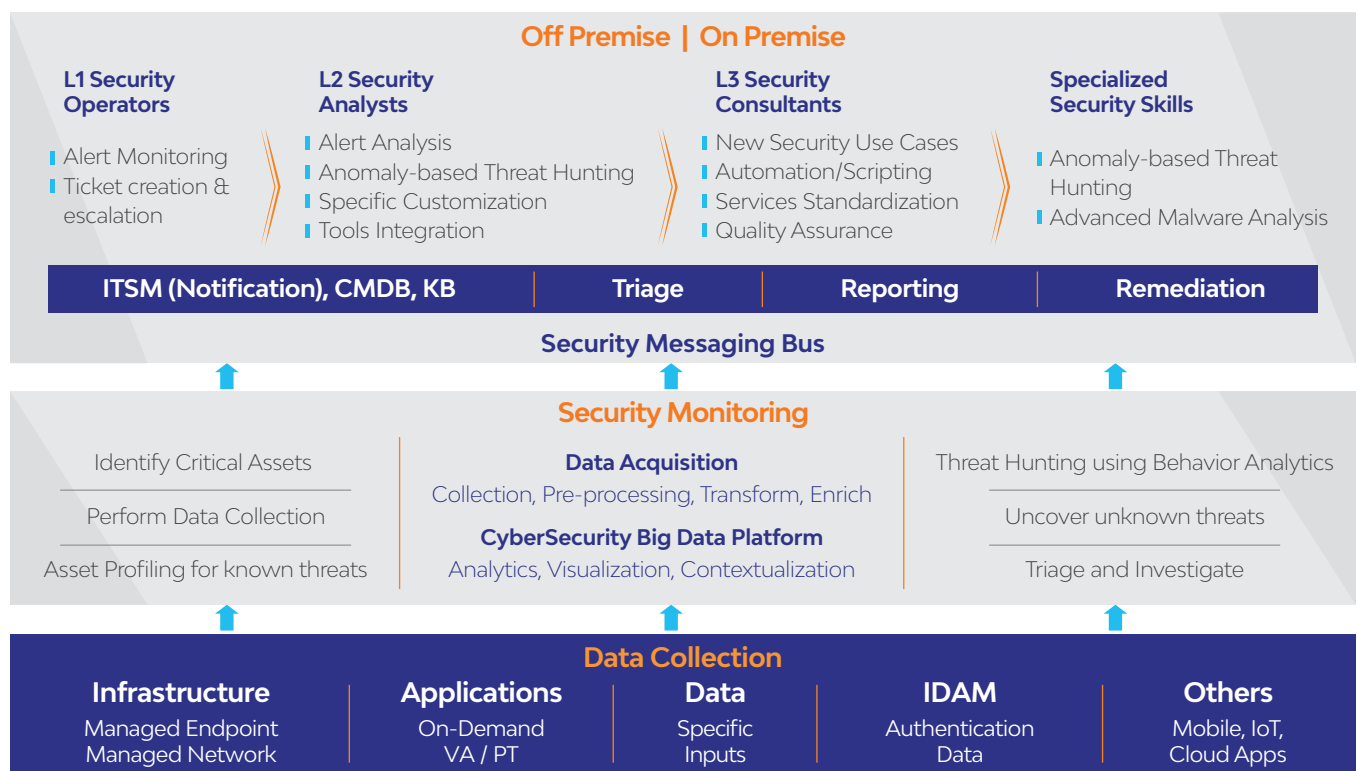 Off Premise | On Premise
L1 Security
Operators
Alert Monitoring
Ticket creation &
escalation
L2 Security
Analysts
Alert Analysis
Anomaly-based Threat Hunting
Specific Customization
Tools Integration
L3 Security
Consultants
New Security Use Cases
Automation/Scripting
Services Standardization
Quality Assurance
Specialized
Security Skills
Anomaly-based Threat
Hunting
Advanced Malware Analysis
ITSM (Notification), CMDB, KB
Triage
Reporting
Remediation
Security Messaging Bus
Security Monitoring
Identify Critical Assets
Perform Data Collection
Asset Profiling for known threats
Data Acquisition
Collection, Pre-processing, Transform, Enrich
CyberSecurity Big Data Platform
Analytics, Visualization, Contextualization
Threat Hunting using Behavior Analytics
Uncover unknown threats
Triage and Investigate
Data Collection
Infrastructure
Managed Endpoint
Managed Network
Applications
On-Demand
VA / PT
Data
Specific
Inputs
IDAM
Authentication
Data
Others
Mobile, IoT,
Cloud Apps